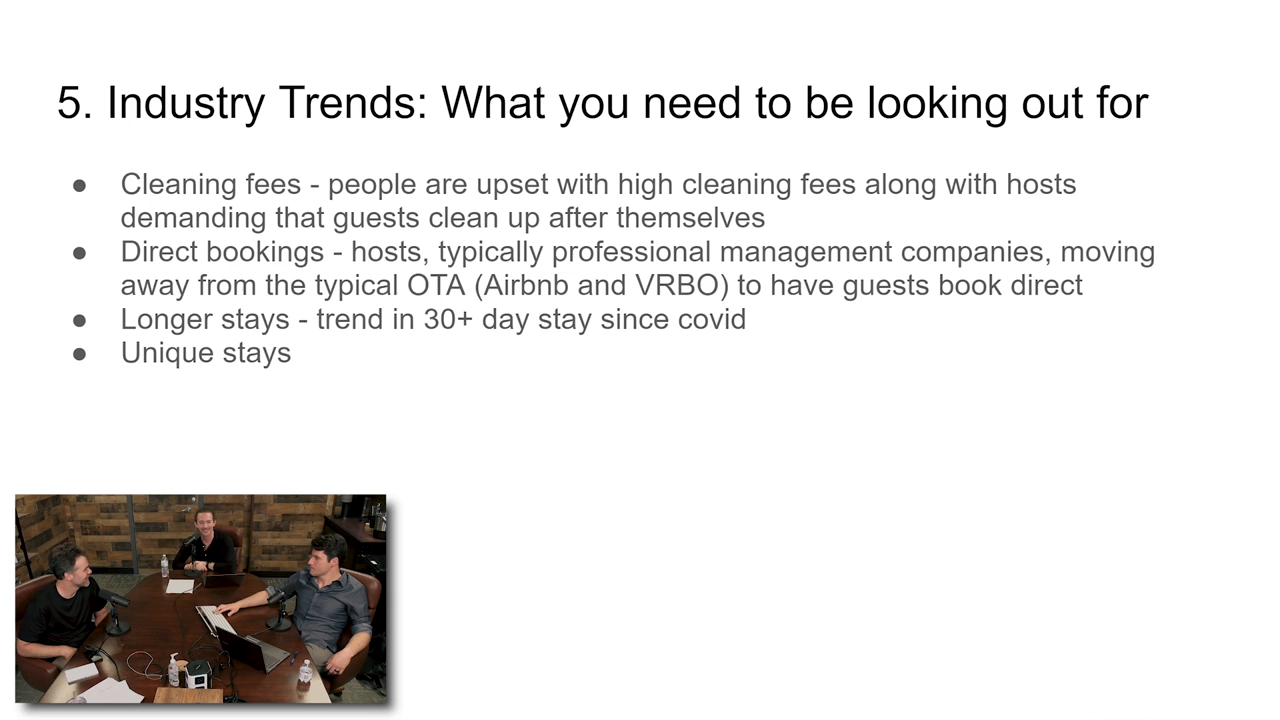 5. Industry Trends: What you need to be looking out for
● Cleaning fees - people are upset with high cleaning fees along with hosts
demanding that guests clean up after themselves
● Direct bookings - hosts, typically professional management companies, moving
away from the typical OTA (Airbnb and VRBO) to have guests book direct
● Longer stays - trend in 30+ day stay since covid
● Unique stays